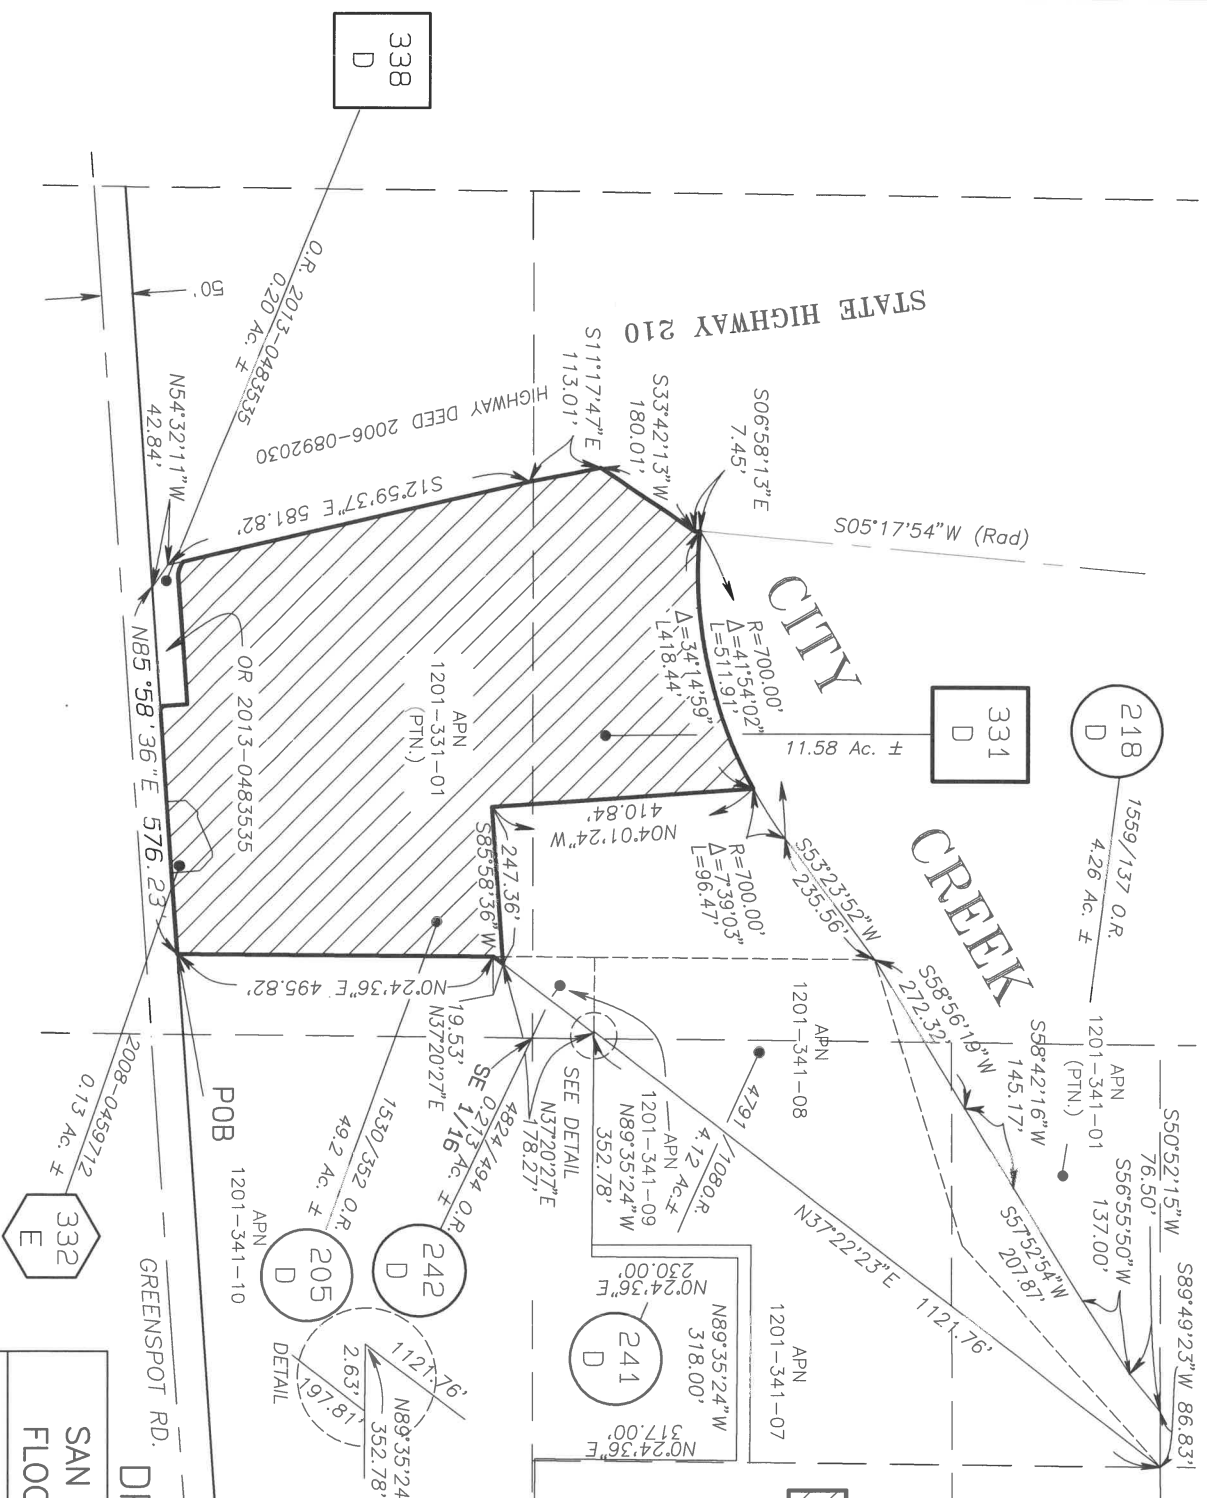 338
D
O.R. 2013-0483535
0.20 Ac. ±
50'
STATE HIGHWAY 210
HIGHWAY DEED 2006-0892030
N54°32'11"W
42.84'
S12°59'37"E 581.82'
S11°17'47"E
113.01'
S33°42'13"W
180.01'
S06°58'13"E
7.45'
S05°17'54"W (Rad)
CITY
CREEK
R=700.00'
Δ=41°54'02"
L=511.91'
Δ=34°14'59"
L418.44'
331
D
11.58 Ac. ±
218
D
1559/137 O.R.
4.26 Ac. ±
APN
1201-331-01
(PTN.)
OR 2013-0483535
N85°58'36"E 576.23'
N04°01'24"W
410.84'
R=700.00'
Δ=7°39'03"
L=96.47'
247.36'
S85°58'36"W
S53°23'52"W
235.56'
S58°56'19"W
272.32'
S58°42'16"W
145.17'
APN
1201-341-01
(PTN.)
S57°52'54"W
207.87'
S56°55'50"W
137.00'
S50°52'15"W
76.50'
S89°49'23"W 86.83'
N0°24'36"E 495.82'
19.53'
N37°20'27"E
APN
1201-341-08
4791
1080.R.
4.12 Ac.±
APN
1201-341-09
N89°35'24"W
352.78'
SEE DETAIL
N37°20'27"E
178.27'
SE 1/16
4824/494 O.R.
0.213 Ac. ±
1530/352 O.R.
49.2 Ac. ±
N37°22'23"E
1121.76'
2008-0459712
0.13 Ac. ±
332
E
POB
APN
1201-341-10
205
D
242
D
241
D
N0°24'36"E
230.00'
N89°35'24"W
318.00'
N0°24'36"E
317.00'
APN
1201-341-07
GREENSPOT RD.
DETAIL
1121.76'
2.63'
197.81'
N89°35'24
352.78'
SAN
FLOO